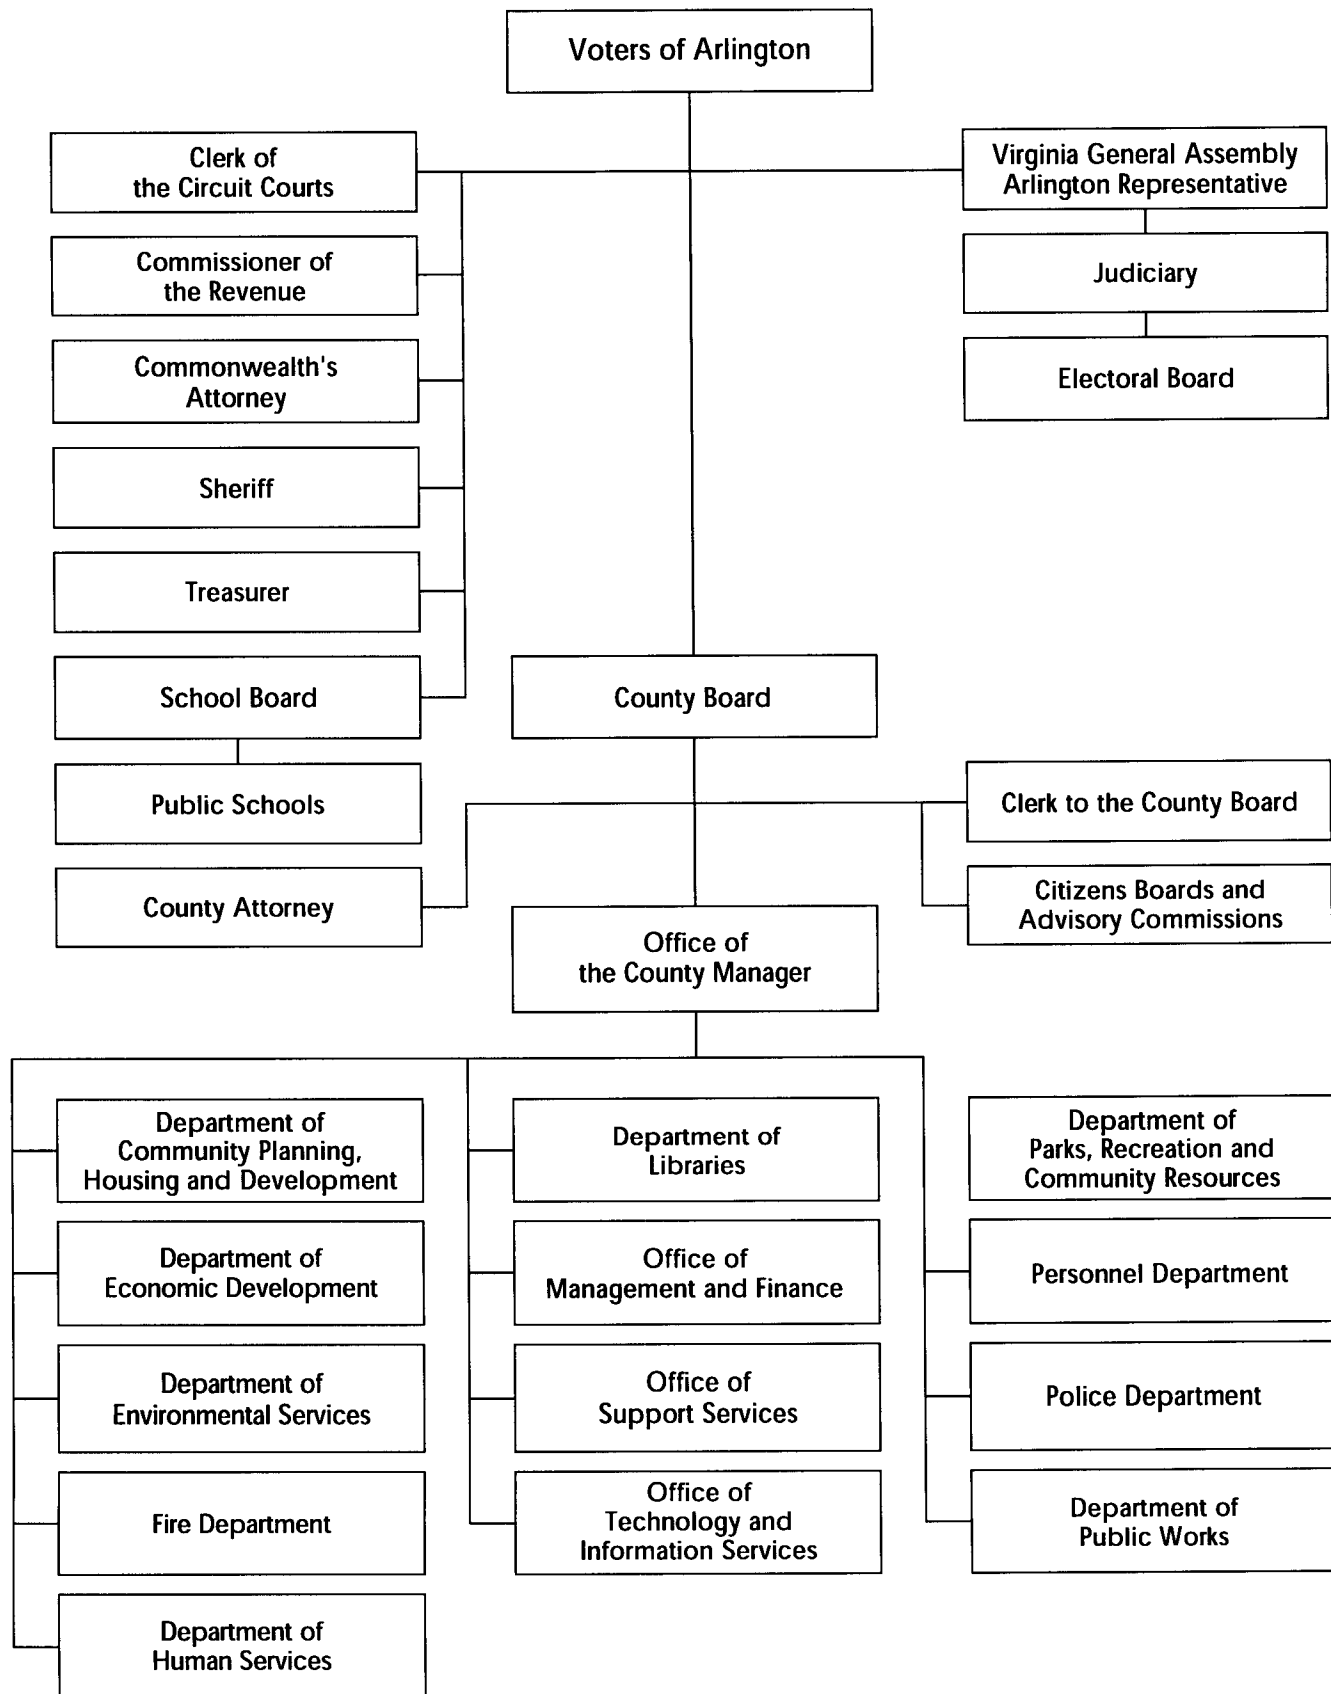 Voters of Arlington
Clerk of
the Circuit Courts
Virginia General Assembly
Arlington Representative
Commissioner of
the Revenue
Judiciary
Commonwealth's
Attorney
Electoral Board
Sheriff
Treasurer
School Board
County Board
Public Schools
Clerk to the County Board
County Attorney
Citizens Boards and
Advisory Commissions
Office of
the County Manager
Department of
Community Planning,
Housing and Development
Department of
Libraries
Department of
Parks, Recreation and
Community Resources
Department of
Economic Development
Office of
Management and Finance
Personnel Department
Department of
Environmental Services
Office of
Support Services
Police Department
Fire Department
Office of
Technology and
Information Services
Department of
Public Works
Department of
Human Services